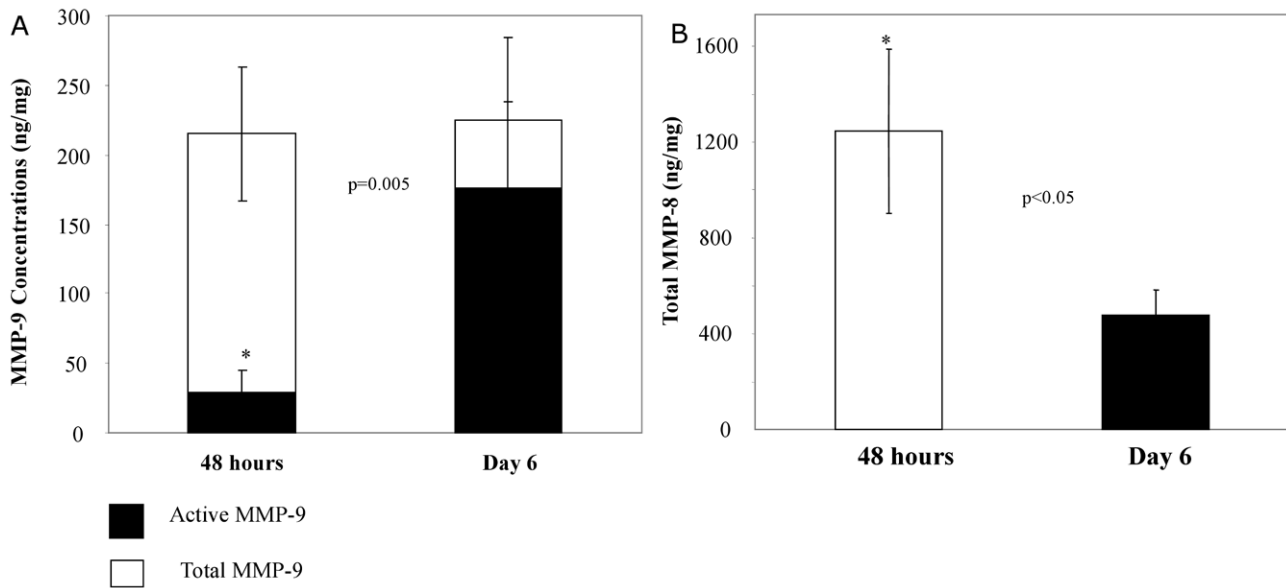 A
300
250
200
150
100
50
0
MMP-9 Concentrations (ng/mg)
*
p=0.005
48 hours
Day 6
Active MMP-9
Total MMP-9
B
1600
1200
800
400
0
Total MMP-8 (ng/mg)
*
p<0.05
48 hours
Day 6